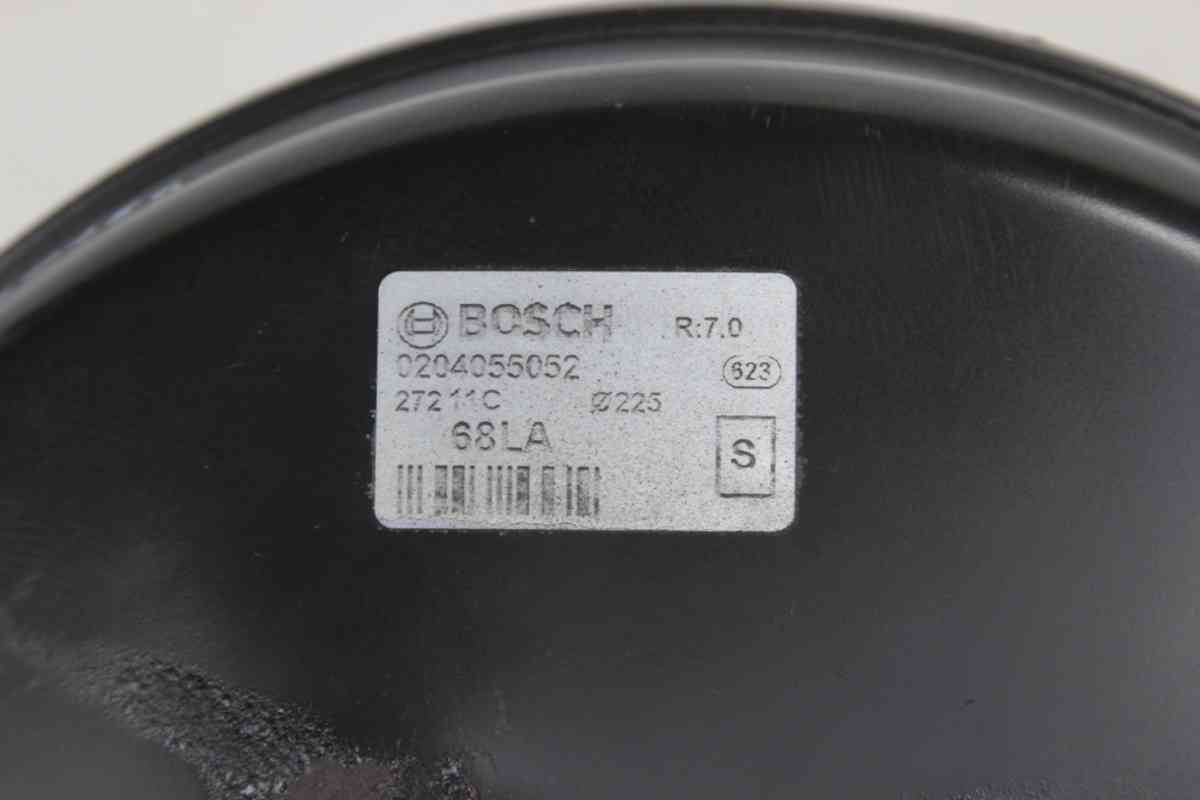 BOSCH R:7.0
0204055052 623
27211C Ø225
68LA
S